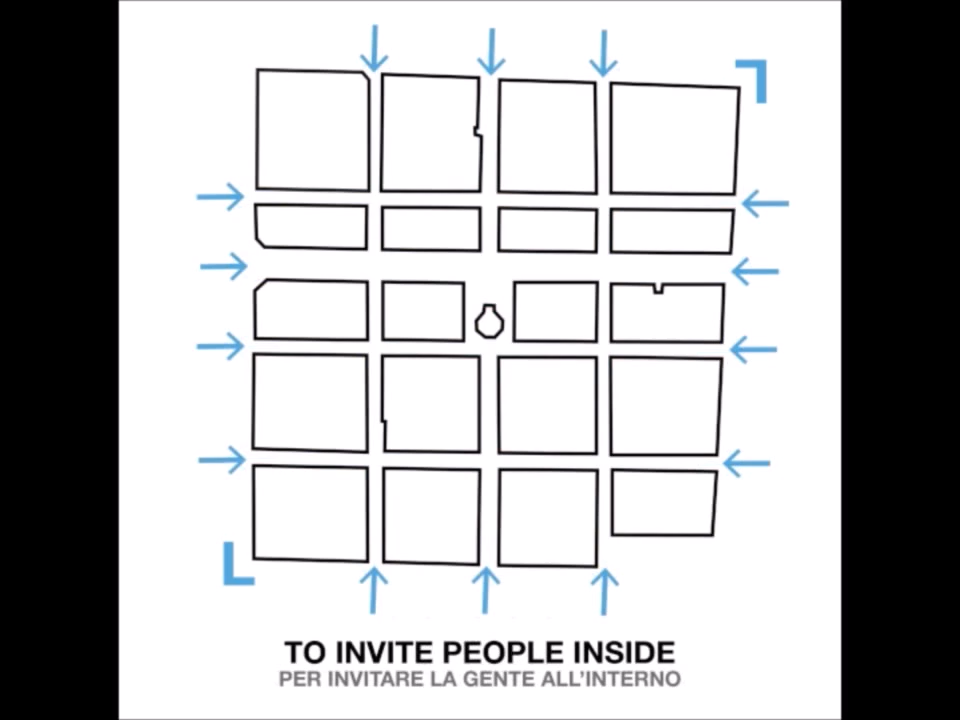 TO INVITE PEOPLE INSIDE
PER INVITARE LA GENTE ALL'INTERNO